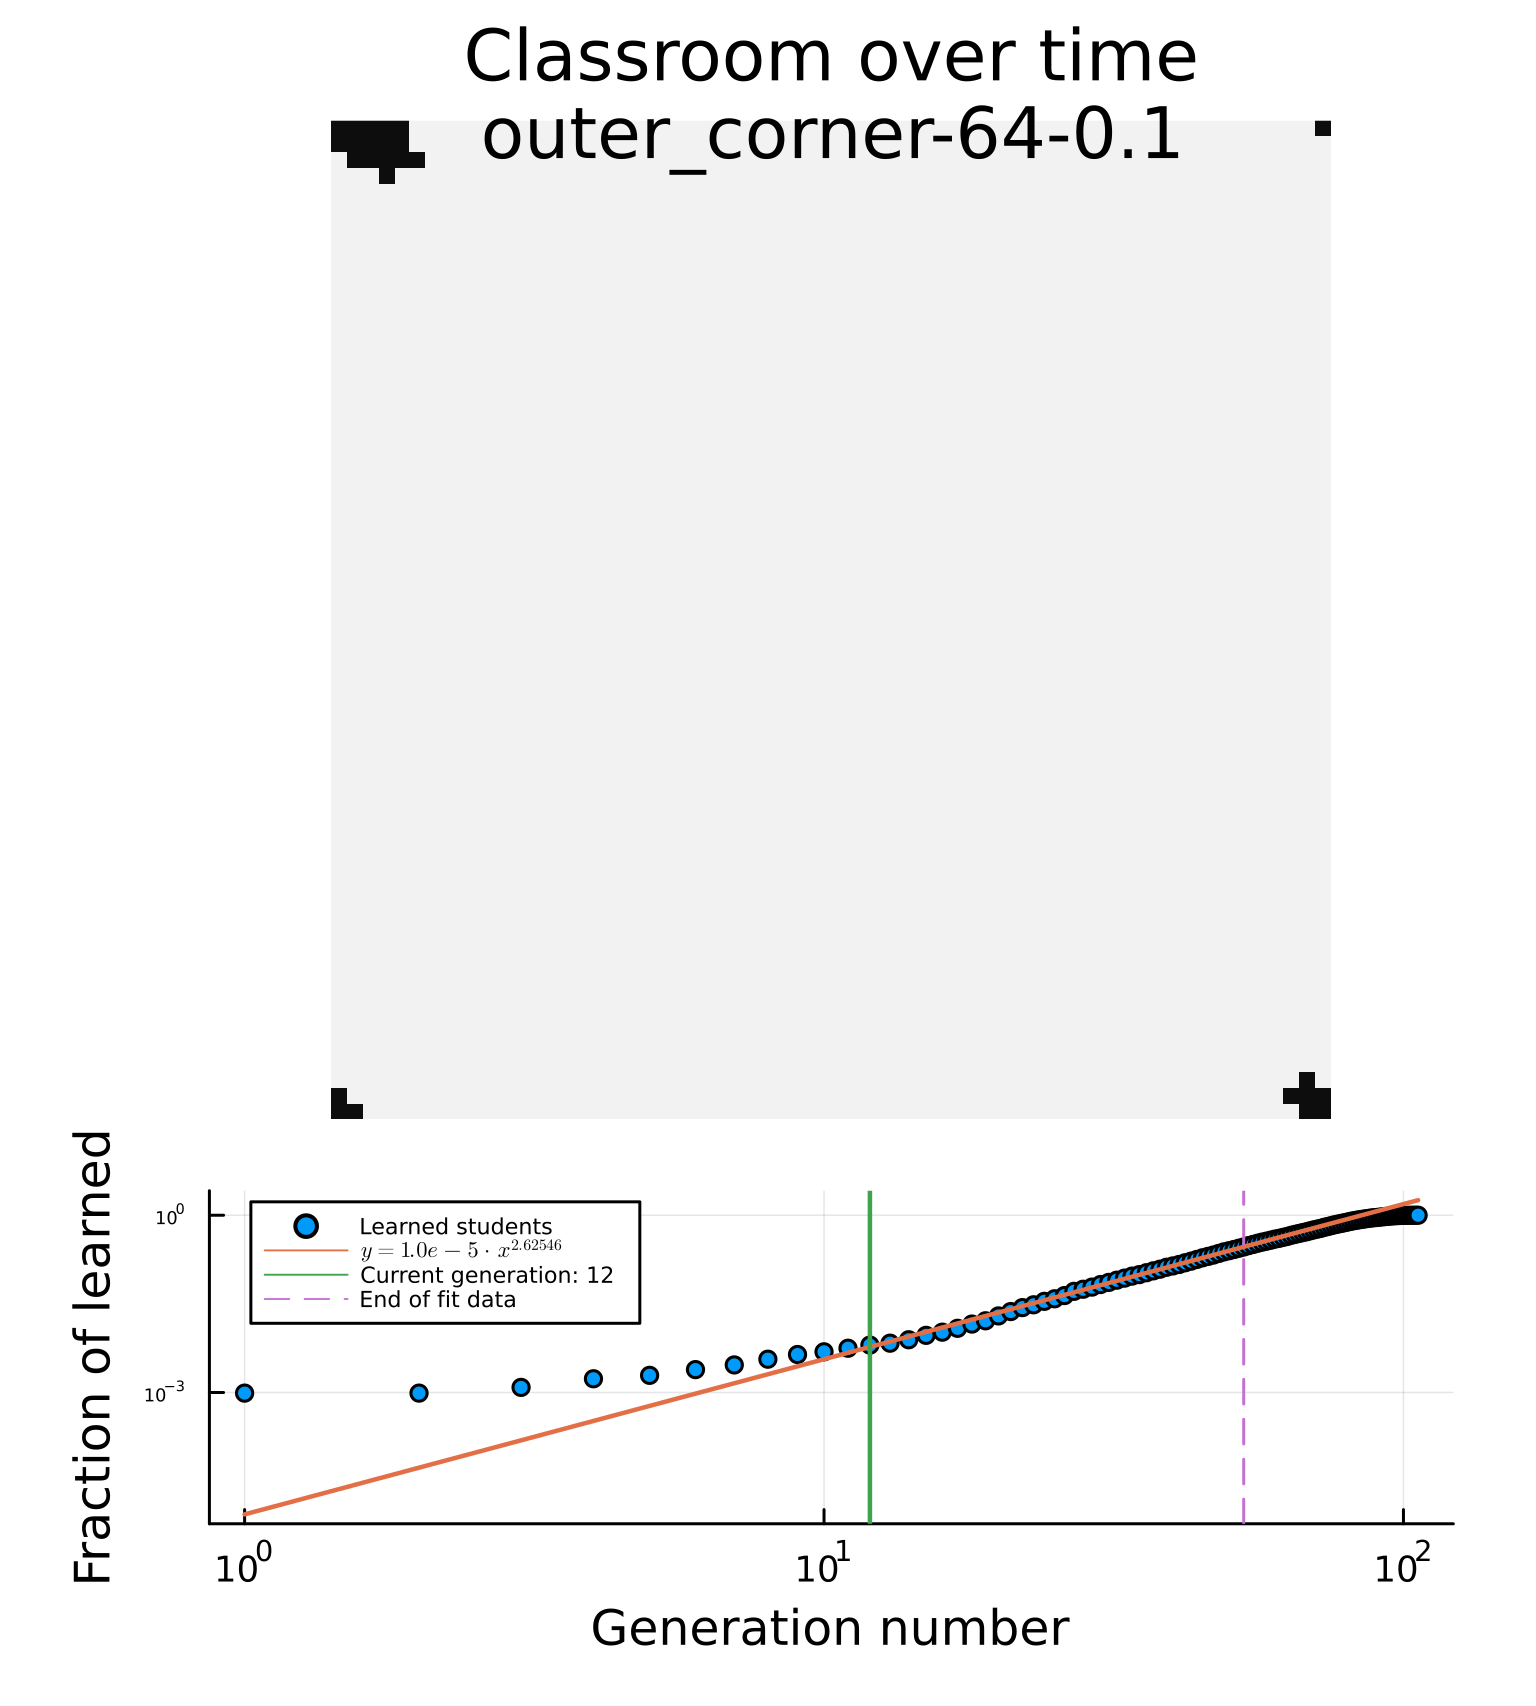 Classroom over time
outer_corner-64-0.1
Fraction of learned
10^0
10^−3
Learned students
y = 1.0e − 5 · x^2.62546
Current generation: 12
End of fit data
10^0
10^1
10^2
Generation number